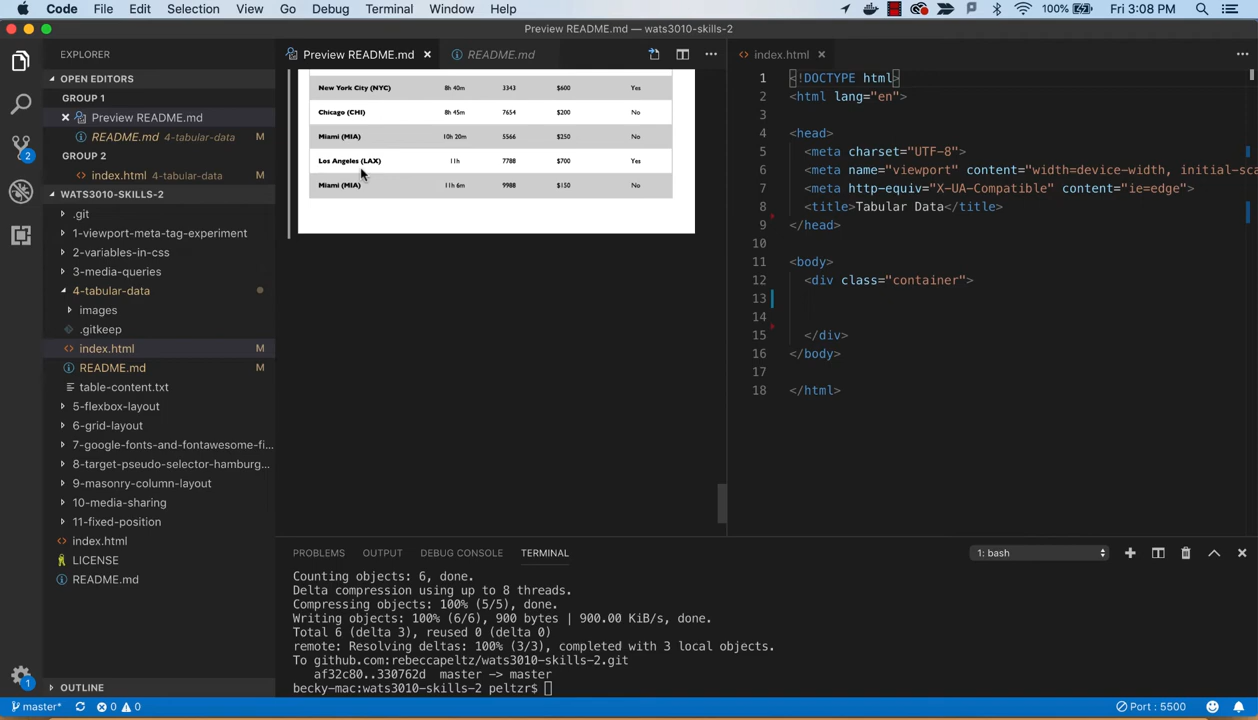 Code File Edit Selection View Go Debug Terminal Window Help 100% Fri 3:08 PM
Preview README.md — wats3010-skills-2
EXPLORER
OPEN EDITORS
GROUP 1
Preview README.md
README.md 4-tabular-data M
GROUP 2
index.html 4-tabular-data M
WATS3010-SKILLS-2
.git
1-viewport-meta-tag-experiment
2-variables-in-css
3-media-queries
4-tabular-data
images
.gitkeep
index.html M
README.md M
table-content.txt
5-flexbox-layout
6-grid-layout
7-google-fonts-and-fontawesome-fi...
8-target-pseudo-selector-hamburg...
9-masonry-column-layout
10-media-sharing
11-fixed-position
index.html
LICENSE
README.md
OUTLINE
2
1
Preview README.md
README.md
New York City (NYC) 8h 40m 3343 $600 Yes
Chicago (CHI) 8h 45m 7654 $200 No
Miami (MIA) 10h 20m 5566 $250 No
Los Angeles (LAX) 11h 7788 $700 Yes
Miami (MIA) 11h 6m 9988 $150 No
index.html
1 <!DOCTYPE html>
2 <html lang="en">
3
4 <head>
5 <meta charset="UTF-8">
6 <meta name="viewport" content="width=device-width, initial-sca
7 <meta http-equiv="X-UA-Compatible" content="ie=edge">
8 <title>Tabular Data</title>
9 </head>
10
11 <body>
12 <div class="container">
13
14
15 </div>
16 </body>
17
18 </html>
PROBLEMS OUTPUT DEBUG CONSOLE TERMINAL 1: bash
Counting objects: 6, done.
Delta compression using up to 8 threads.
Compressing objects: 100% (5/5), done.
Writing objects: 100% (6/6), 900 bytes | 900.00 KiB/s, done.
Total 6 (delta 3), reused 0 (delta 0)
remote: Resolving deltas: 100% (3/3), completed with 3 local objects.
To github.com:rebeccapeltz/wats3010-skills-2.git
af32c80..330762d master -> master
becky-mac:wats3010-skills-2 peltzr$
master* 0 0 Port : 5500